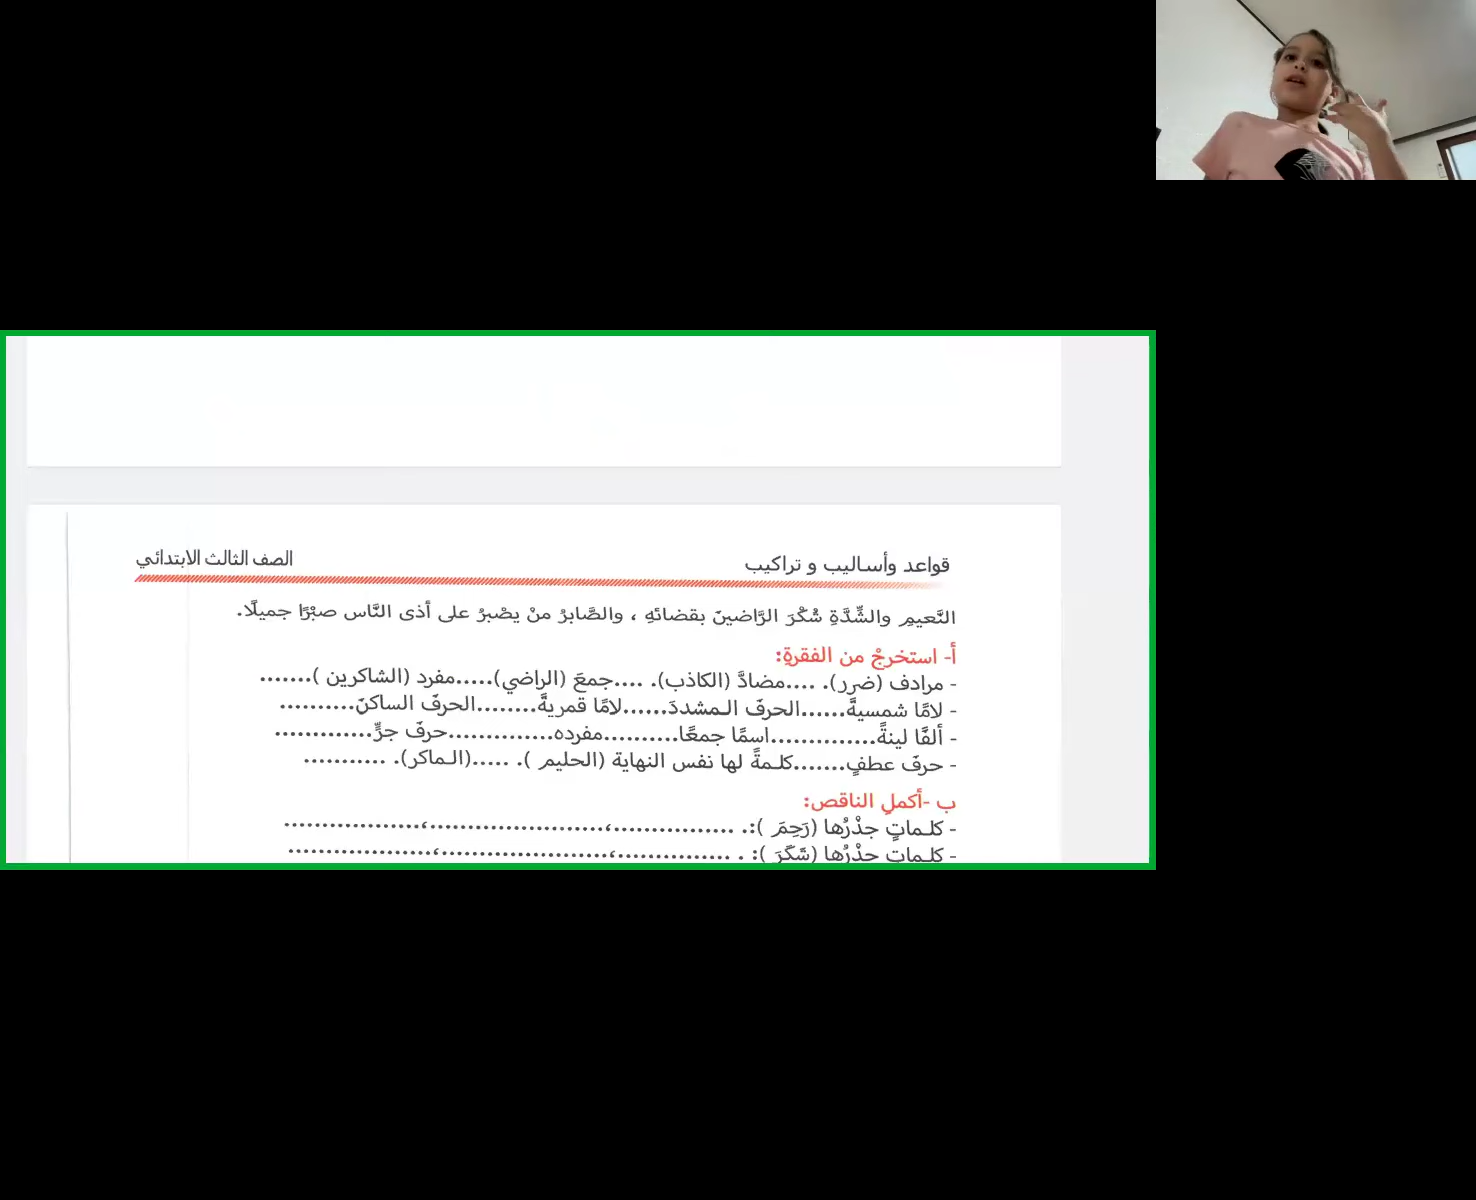 قواعد وأساليب و تراكيب
الصف الثالث الابتدائي
النَّعيمِ والشِّدَّةِ شُكْرَ الرَّاضينَ بقضائهِ ، والصَّابرُ منْ يصْبرُ على أذى النَّاس صبْرًا جميلًا.
أ- استخرجْ من الفقرةِ:
- مرادف (ضرر). ....مضادَّ (الكاذب). ....جمعَ (الراضي).....مفرد (الشاكرين ).......
- لامًا شمسيةً......الحرفَ المشددَ......لامًا قمريةً........الحرفَ الساكنَ..........
- ألفًا لينةً..............اسمًا جمعًا..........مفرده..............حرفَ جرٍّ.............
- حرفَ عطفٍ.......كلمةً لها نفس النهاية (الحليم ). .....(الماكر). ...........
ب -أكملِ الناقص:
- كلماتٍ جذْرُها (رَحِمَ ):. ................،.......................،..................
- كلماتٍ جذْرُها (شَكَرَ ): . ...............،......................،...................